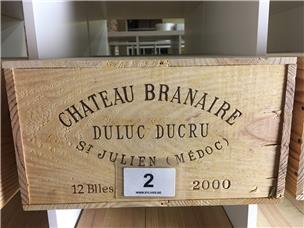 CHATEAU BRANAIRE
DULUC DUCRU
ST JULIEN (MÉDOC)
12 Blles 2 2000